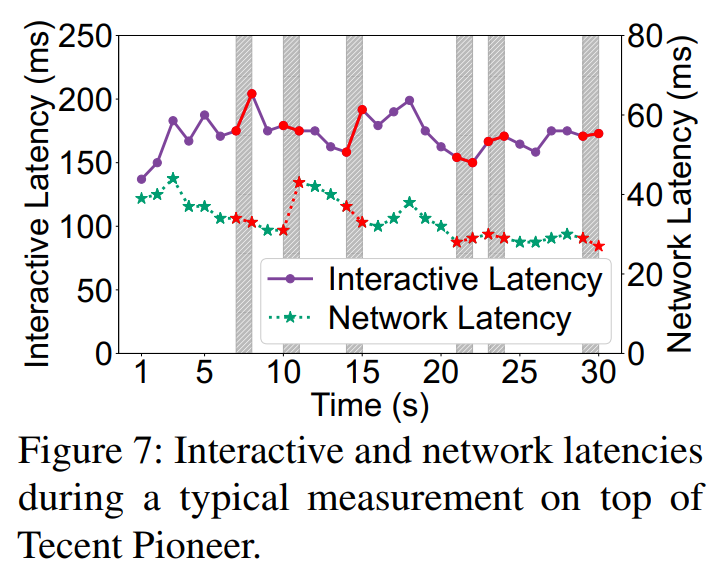 250
200
150
100
50
0
Interactive Latency (ms)
80
60
40
20
0
Network Latency (ms)
Interactive Latency
Network Latency
1 5 10 15 20 25 30
Time (s)
Figure 7: Interactive and network latencies
during a typical measurement on top of
Tecent Pioneer.